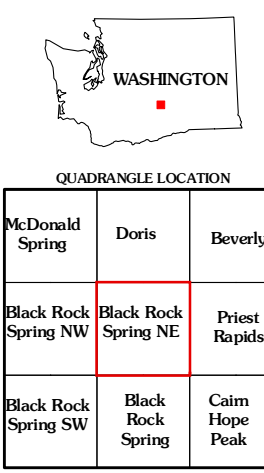 WASHINGTON
QUADRANGLE LOCATION
McDonald
Spring
Doris
Beverly
Black Rock
Spring NW
Black Rock
Spring NE
Priest
Rapids
Black Rock
Spring SW
Black
Rock
Spring
Cairn
Hope
Peak